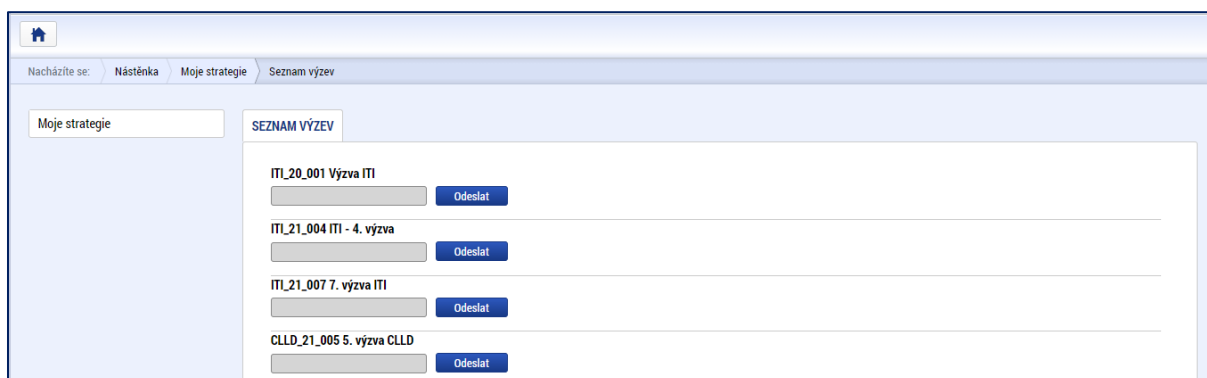 Nacházíte se: Nástěnka Moje strategie Seznam výzev
Moje strategie
SEZNAM VÝZEV
ITI_20_001 Výzva ITI
Odeslat
ITI_21_004 ITI - 4. výzva
Odeslat
ITI_21_007 7. výzva ITI
Odeslat
CLLD_21_005 5. výzva CLLD
Odeslat